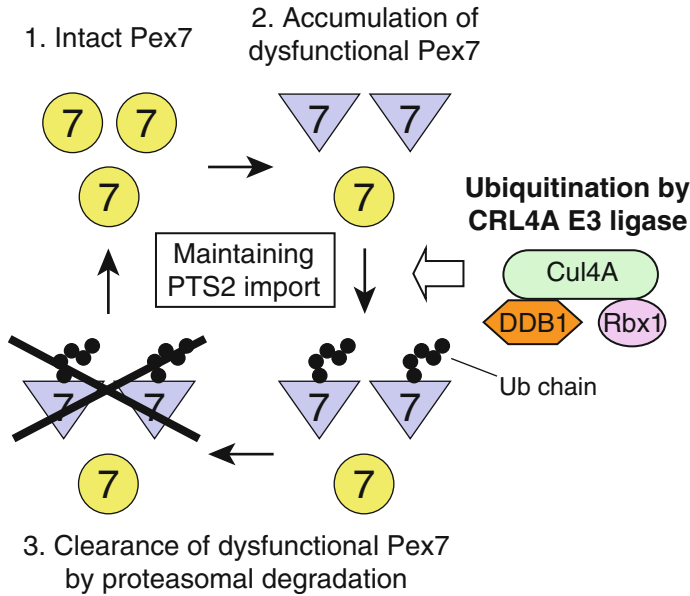 1. Intact Pex7
2. Accumulation of
dysfunctional Pex7
7 7
7
7 7
7
Ubiquitination by
CRL4A E3 ligase
Cul4A
DDB1 Rbx1
Maintaining
PTS2 import
7 7
7
7 7
7
Ub chain
3. Clearance of dysfunctional Pex7
by proteasomal degradation